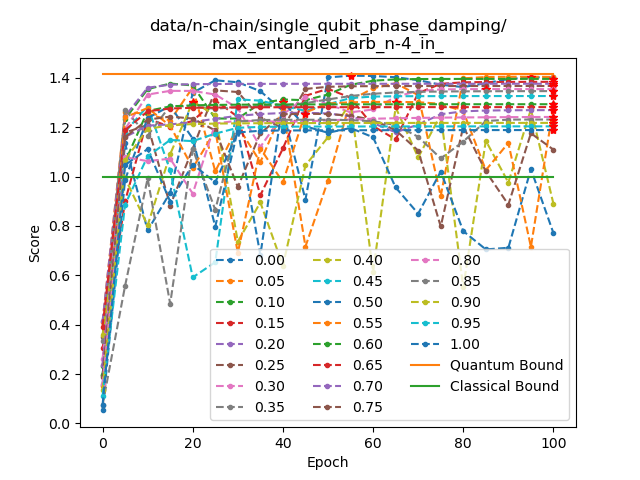 data/n-chain/single_qubit_phase_damping/
max_entangled_arb_n-4_in_
Score
1.4
1.2
1.0
0.8
0.6
0.4
0.2
0.0
0.00 0.40 0.80
0.05 0.45 0.85
0.10 0.50 0.90
0.15 0.55 0.95
0.20 0.60 1.00
0.25 0.65 Quantum Bound
0.30 0.70 Classical Bound
0.35 0.75
0 20 40 60 80 100
Epoch